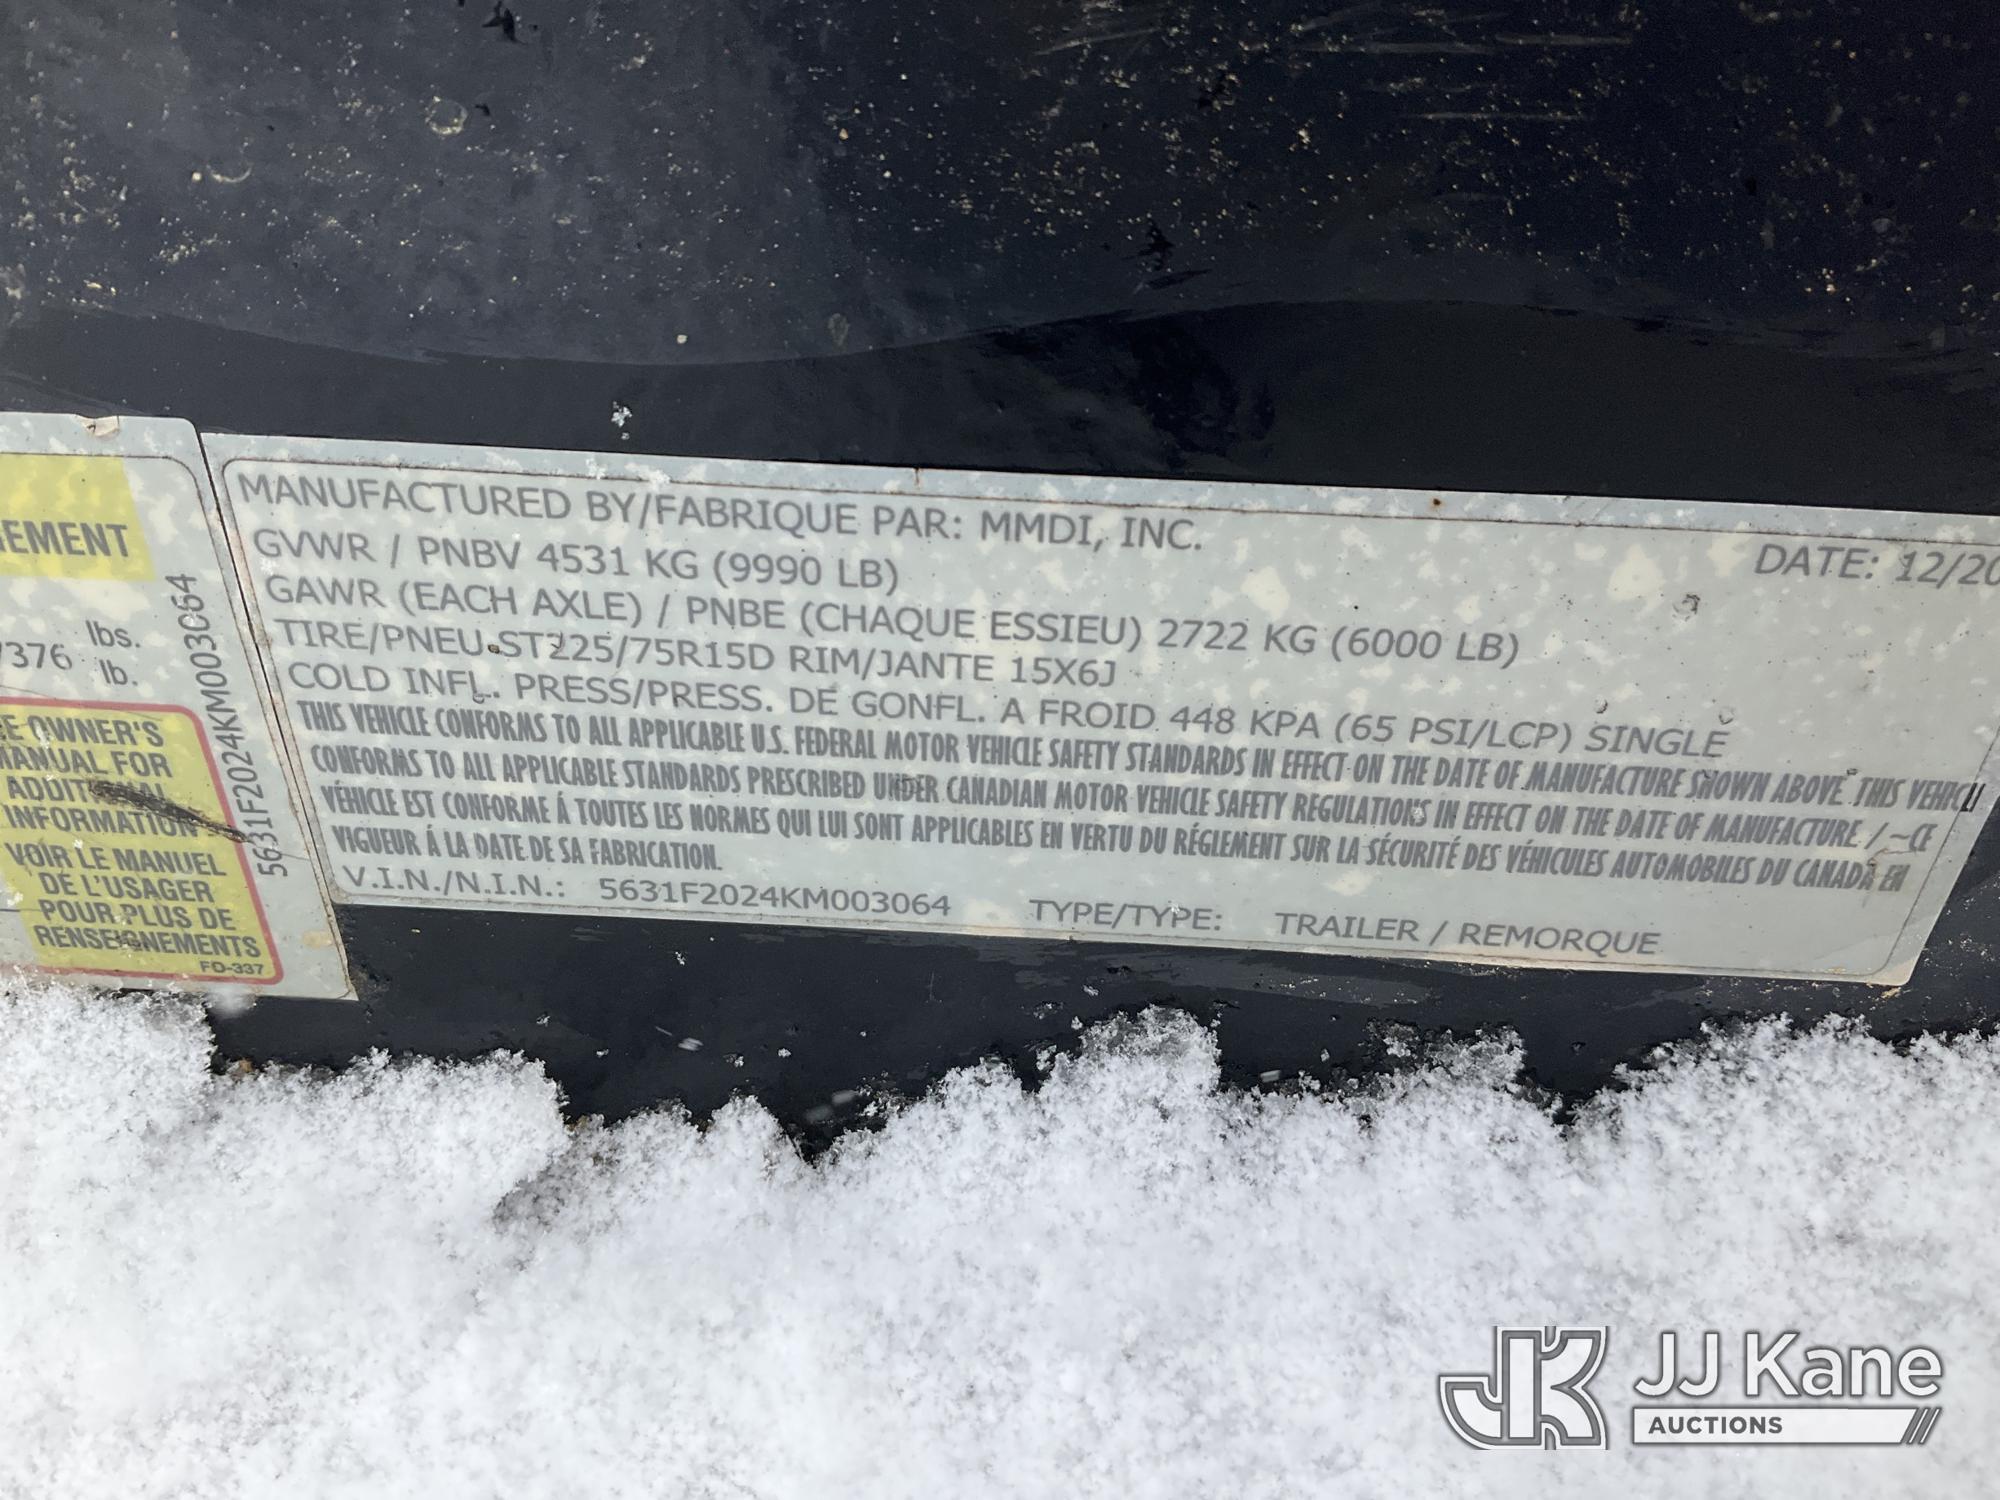 EMENT
lbs.
7376 lb.
OWNER'S
MANUAL FOR
ADDITIONAL
INFORMATION
VOIR LE MANUEL
DE L'USAGER
POUR PLUS DE
RENSEIGNEMENTS
FD-337
5631F2024KM003064
MANUFACTURED BY/FABRIQUE PAR: MMDI, INC. DATE: 12/20
GVWR / PNBV 4531 KG (9990 LB)
GAWR (EACH AXLE) / PNBE (CHAQUE ESSIEU) 2722 KG (6000 LB)
TIRE/PNEU ST225/75R15D RIM/JANTE 15X6J
COLD INFL. PRESS/PRESS. DE GONFL. A FROID 448 KPA (65 PSI/LCP) SINGLE
THIS VEHICLE CONFORMS TO ALL APPLICABLE U.S. FEDERAL MOTOR VEHICLE SAFETY STANDARDS IN EFFECT ON THE DATE OF MANUFACTURE SHOWN ABOVE. THIS VEHICL
CONFORMS TO ALL APPLICABLE STANDARDS PRESCRIBED UNDER CANADIAN MOTOR VEHICLE SAFETY REGULATIONS IN EFFECT ON THE DATE OF MANUFACTURE. / ~CE
VÉHICLE EST CONFORME Á TOUTES LES NORMES QUI LUI SONT APPLICABLES EN VERTU DU RÉGLEMENT SUR LA SÉCURITÉ DES VÉHICULES AUTOMOBILES DU CANADA EN
VIGUEUR Á LA DATE DE SA FABRICATION.
V.I.N./N.I.N.: 5631F2024KM003064 TYPE/TYPE: TRAILER / REMORQUE
JJ Kane
AUCTIONS